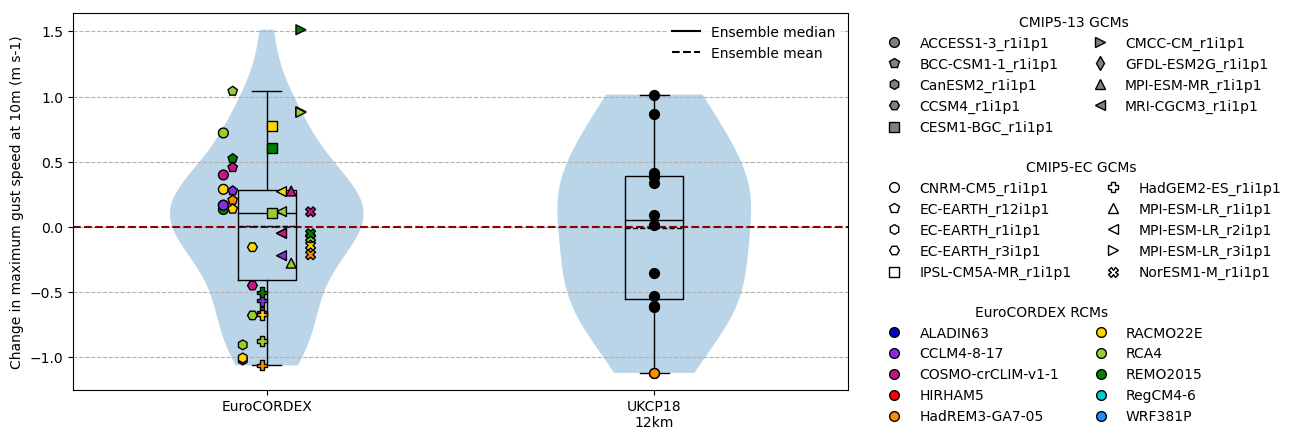 Change in maximum gust speed at 10m (m s-1)
1.5
1.0
0.5
0.0
−0.5
−1.0
EuroCORDEX
UKCP18
12km
Ensemble median
Ensemble mean
CMIP5-13 GCMs
ACCESS1-3_r1i1p1
BCC-CSM1-1_r1i1p1
CanESM2_r1i1p1
CCSM4_r1i1p1
CESM1-BGC_r1i1p1
CMCC-CM_r1i1p1
GFDL-ESM2G_r1i1p1
MPI-ESM-MR_r1i1p1
MRI-CGCM3_r1i1p1
CMIP5-EC GCMs
CNRM-CM5_r1i1p1
EC-EARTH_r12i1p1
EC-EARTH_r1i1p1
EC-EARTH_r3i1p1
IPSL-CM5A-MR_r1i1p1
HadGEM2-ES_r1i1p1
MPI-ESM-LR_r1i1p1
MPI-ESM-LR_r2i1p1
MPI-ESM-LR_r3i1p1
NorESM1-M_r1i1p1
EuroCORDEX RCMs
ALADIN63
CCLM4-8-17
COSMO-crCLIM-v1-1
HIRHAM5
HadREM3-GA7-05
RACMO22E
RCA4
REMO2015
RegCM4-6
WRF381P